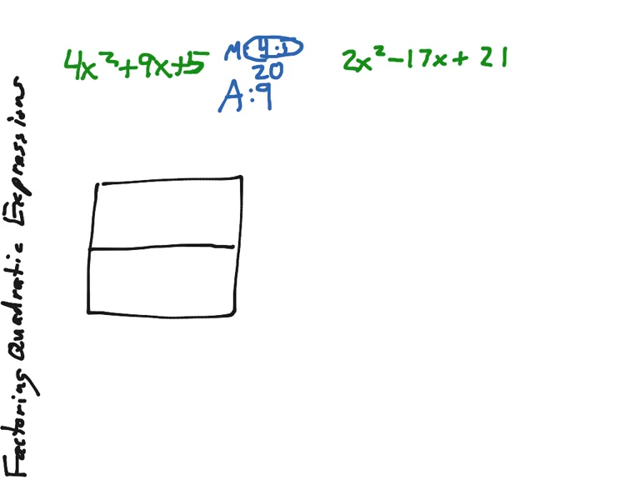 Factoring Quadratic Expressions
4x²+9x+5
M: 4·5
20
A:9
2x²-17x+21